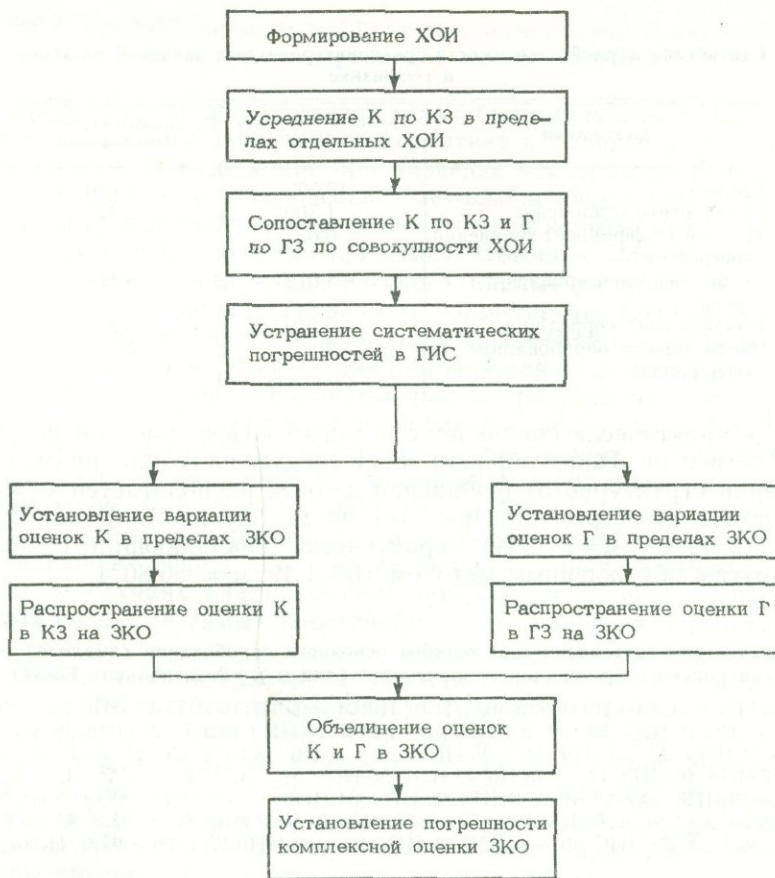 Формирование ХОИ
Усреднение К по КЗ в преде-
лах отдельных ХОИ
Сопоставление К по КЗ и Г
по ГЗ по совокупности ХОИ
Устранение систематических
погрешностей в ГИС
Установление вариации
оценок К в пределах ЗКО
Установление вариации
оценок Г в пределах ЗКО
Распространение оценки К
в КЗ на ЗКО
Распространение оценки Г
в ГЗ на ЗКО
Объединение оценок
К и Г в ЗКО
Установление погрешности
комплексной оценки ЗКО